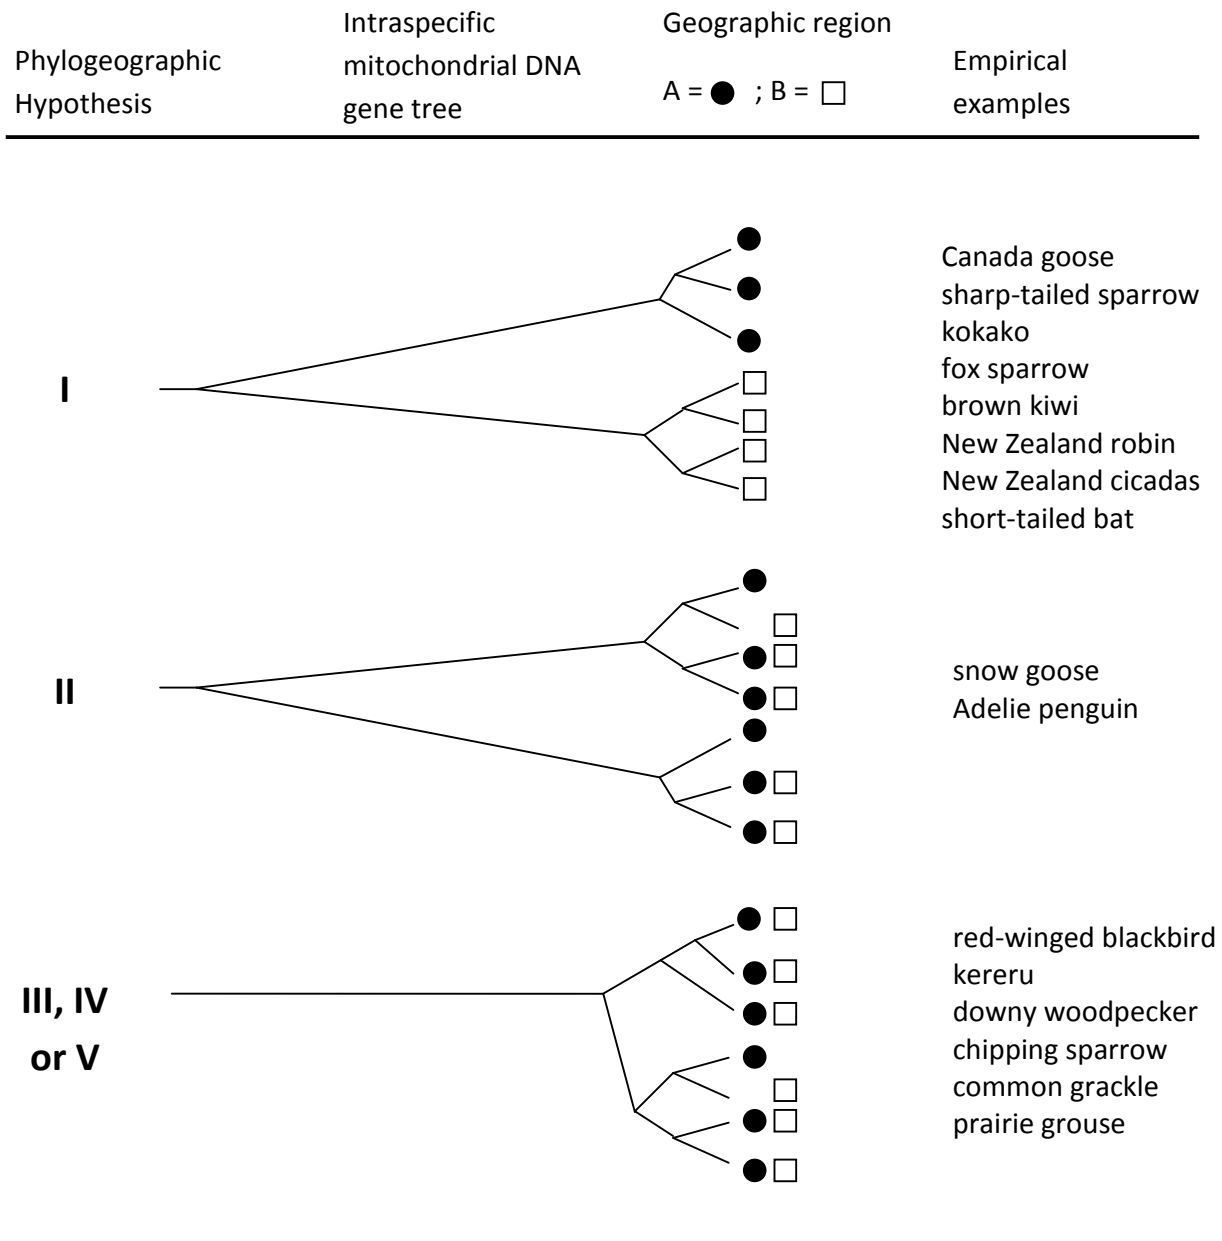 Phylogeographic
Hypothesis
Intraspecific
mitochondrial DNA
gene tree
Geographic region
A = ● ; B = □
Empirical
examples
I
Canada goose
sharp-tailed sparrow
kokako
fox sparrow
brown kiwi
New Zealand robin
New Zealand cicadas
short-tailed bat
II
snow goose
Adelie penguin
III, IV
or V
red-winged blackbird
kereru
downy woodpecker
chipping sparrow
common grackle
prairie grouse